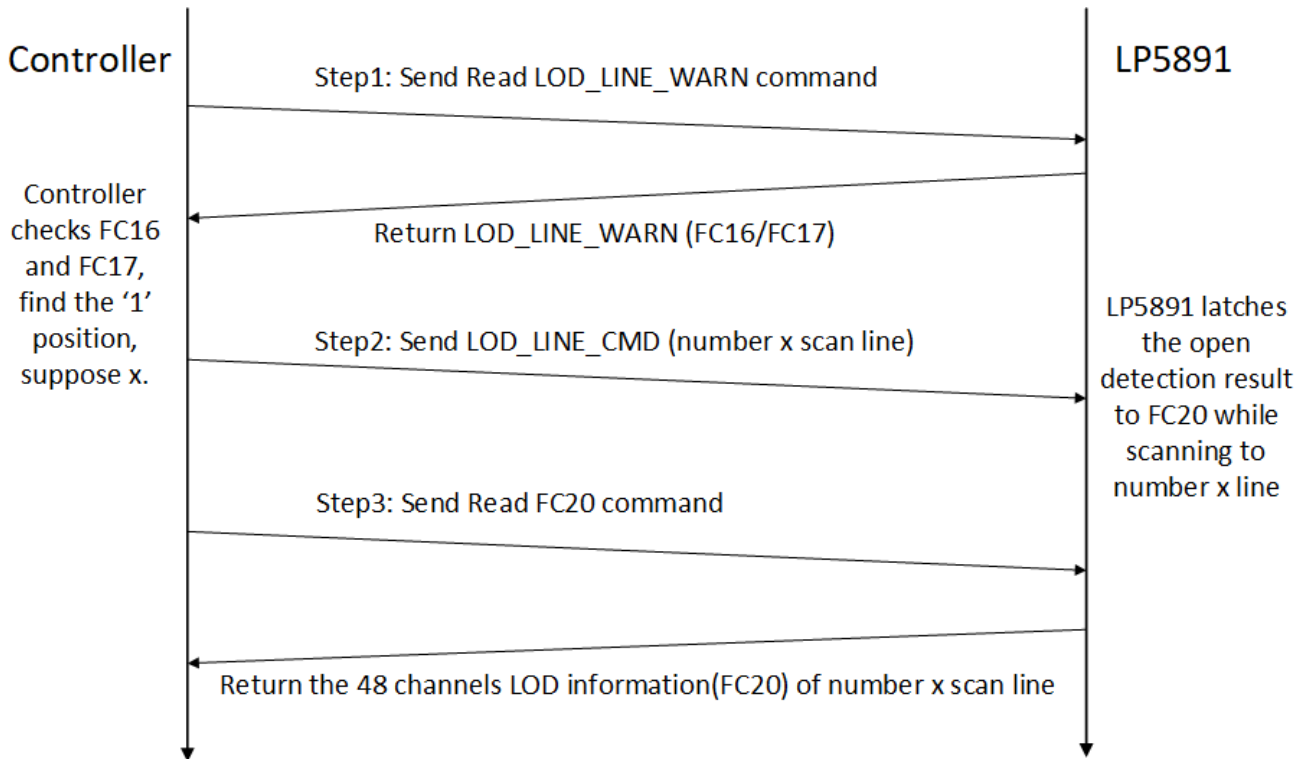 Controller
LP5891
Step1: Send Read LOD_LINE_WARN command
Controller
checks FC16
and FC17,
find the ‘1’
position,
suppose x.
Return LOD_LINE_WARN (FC16/FC17)
Step2: Send LOD_LINE_CMD (number x scan line)
LP5891 latches
the open
detection result
to FC20 while
scanning to
number x line
Step3: Send Read FC20 command
Return the 48 channels LOD information(FC20) of number x scan line